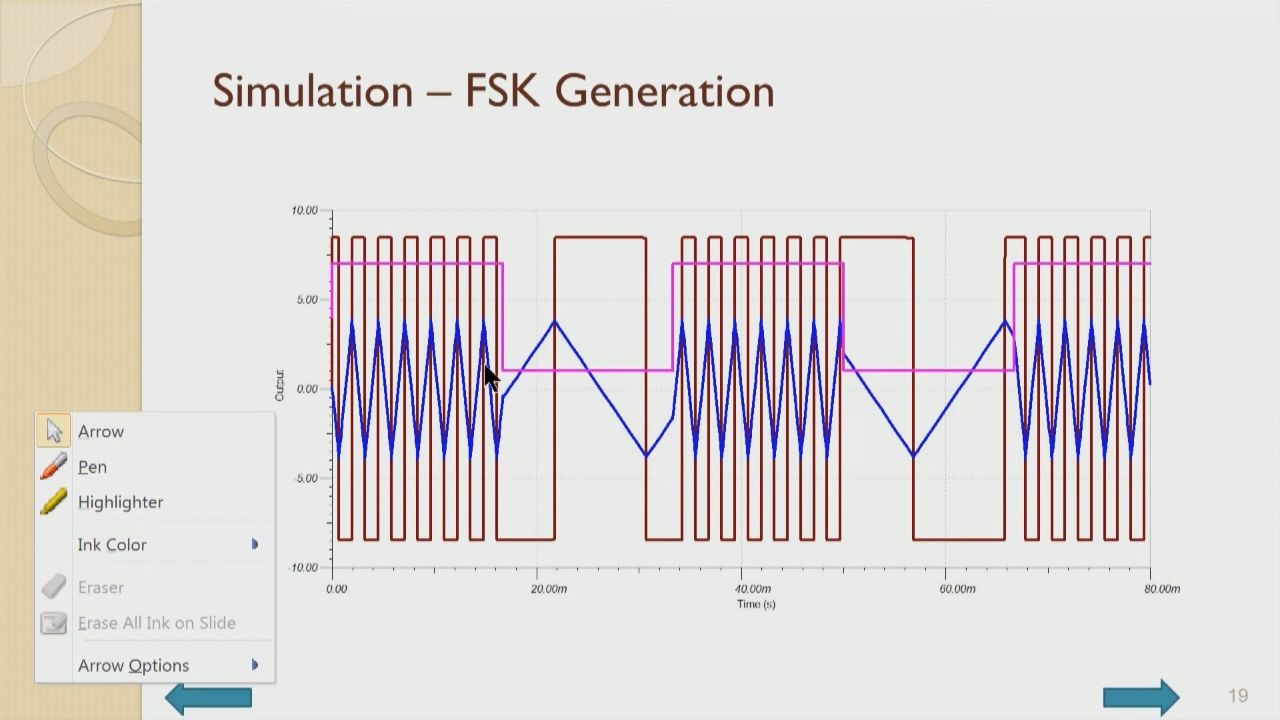 Simulation – FSK Generation
10.00
5.00
0.00
-5.00
-10.00
Output
0.00 20.00m 40.00m 60.00m 80.00m
Time (s)
Arrow
Pen
Highlighter
Ink Color
Eraser
Erase All Ink on Slide
Arrow Options
19